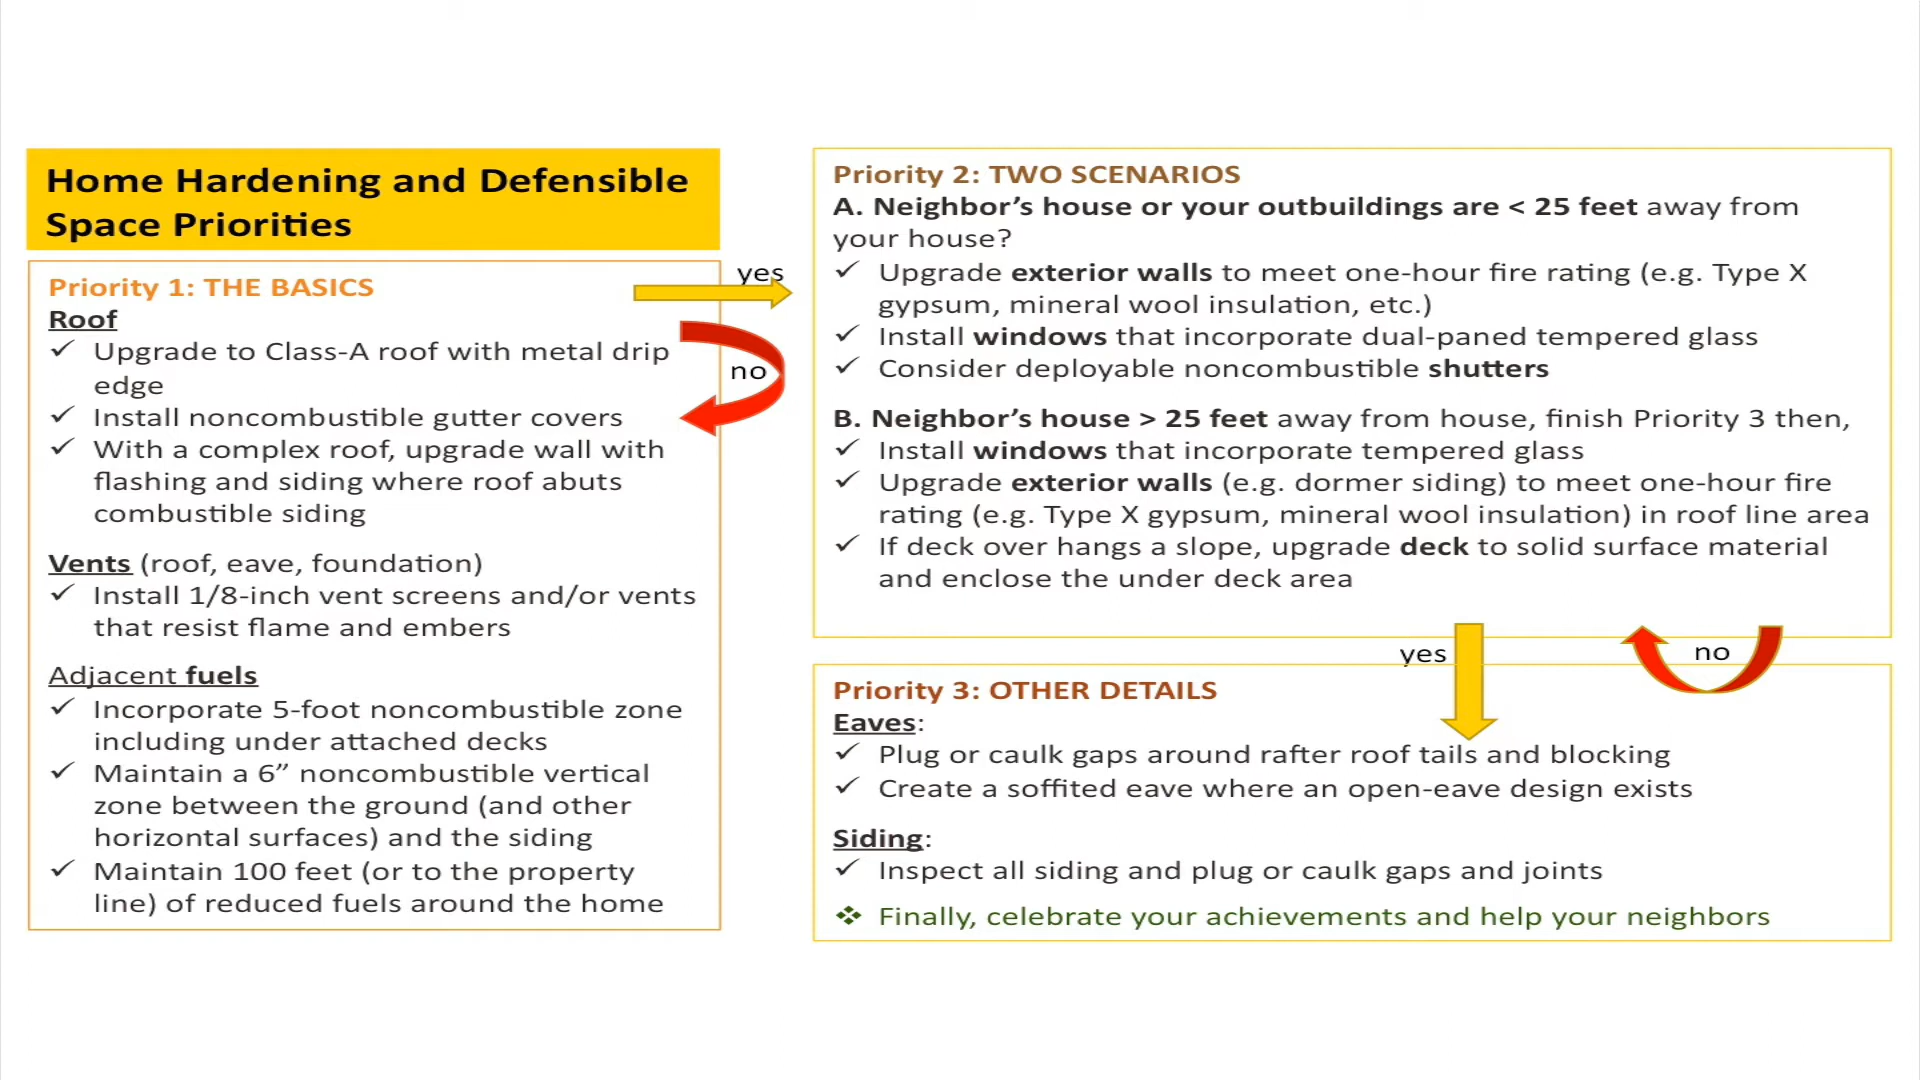 Home Hardening and Defensible
Space Priorities
Priority 1: THE BASICS
Roof
✓ Upgrade to Class-A roof with metal drip
edge
✓ Install noncombustible gutter covers
✓ With a complex roof, upgrade wall with
flashing and siding where roof abuts
combustible siding
Vents (roof, eave, foundation)
✓ Install 1/8-inch vent screens and/or vents
that resist flame and embers
Adjacent fuels
✓ Incorporate 5-foot noncombustible zone
including under attached decks
✓ Maintain a 6” noncombustible vertical
zone between the ground (and other
horizontal surfaces) and the siding
✓ Maintain 100 feet (or to the property
line) of reduced fuels around the home
yes
no
Priority 2: TWO SCENARIOS
A. Neighbor’s house or your outbuildings are < 25 feet away from
your house?
✓ Upgrade exterior walls to meet one-hour fire rating (e.g. Type X
gypsum, mineral wool insulation, etc.)
✓ Install windows that incorporate dual-paned tempered glass
✓ Consider deployable noncombustible shutters
B. Neighbor’s house > 25 feet away from house, finish Priority 3 then,
✓ Install windows that incorporate tempered glass
✓ Upgrade exterior walls (e.g. dormer siding) to meet one-hour fire
rating (e.g. Type X gypsum, mineral wool insulation) in roof line area
✓ If deck over hangs a slope, upgrade deck to solid surface material
and enclose the under deck area
yes
no
Priority 3: OTHER DETAILS
Eaves:
✓ Plug or caulk gaps around rafter roof tails and blocking
✓ Create a soffited eave where an open-eave design exists
Siding:
✓ Inspect all siding and plug or caulk gaps and joints
❖ Finally, celebrate your achievements and help your neighbors